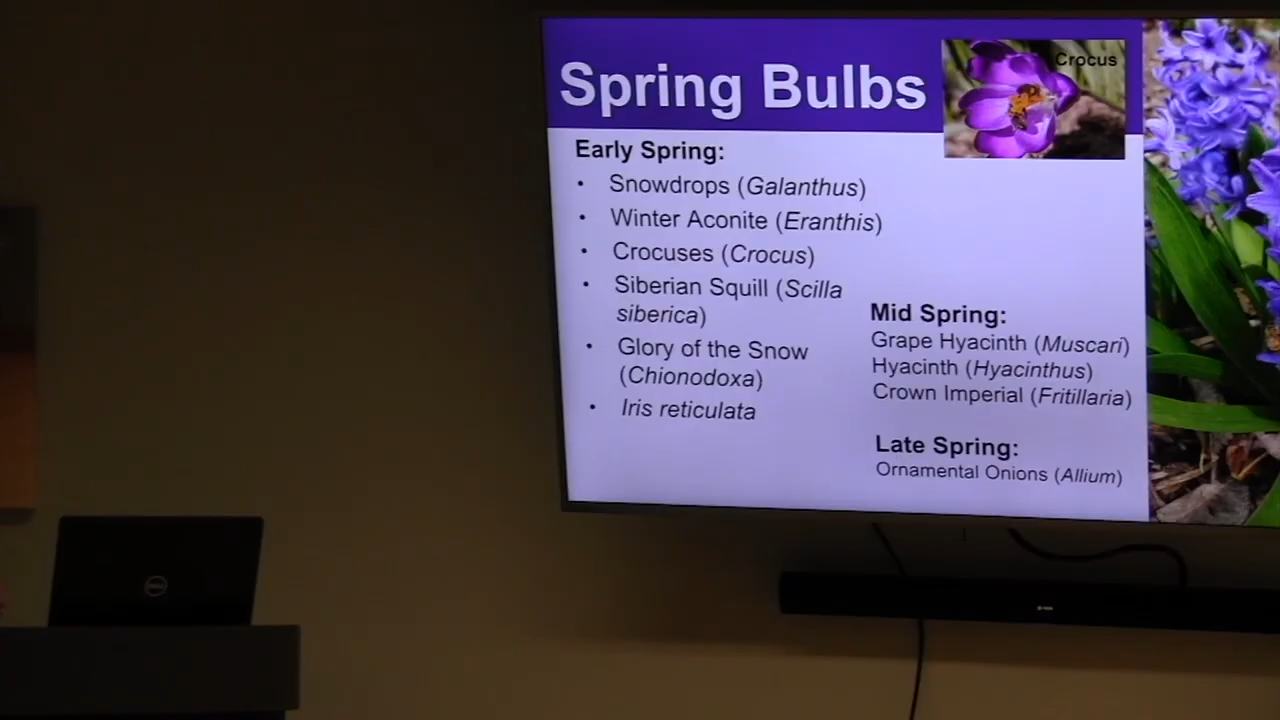 Spring Bulbs
Crocus
Early Spring:
• Snowdrops (Galanthus)
• Winter Aconite (Eranthis)
• Crocuses (Crocus)
• Siberian Squill (Scilla
siberica)
• Glory of the Snow
(Chionodoxa)
• Iris reticulata
Mid Spring:
Grape Hyacinth (Muscari)
Hyacinth (Hyacinthus)
Crown Imperial (Fritillaria)
Late Spring:
Ornamental Onions (Allium)
DELL